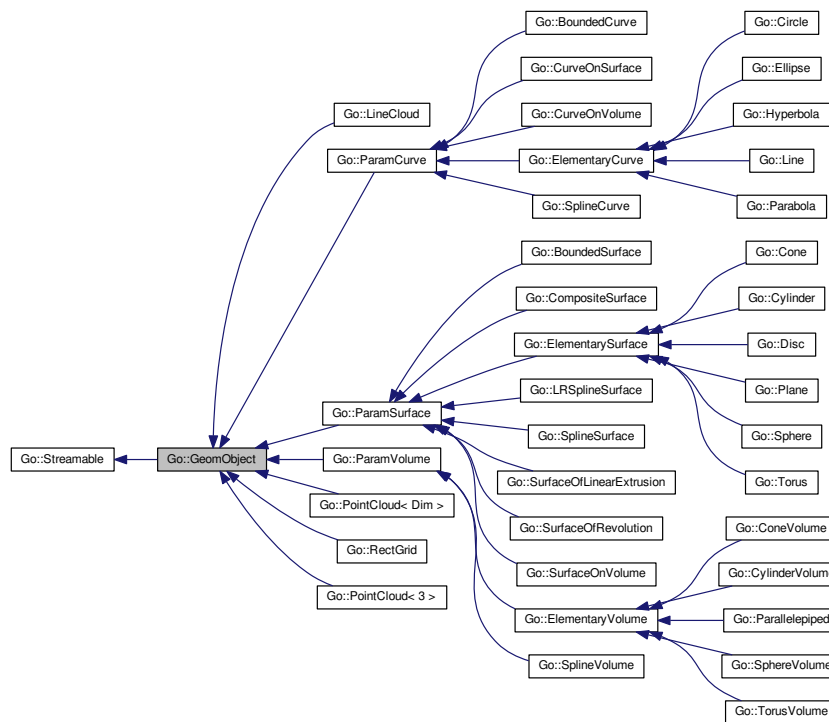 Go::BoundedCurve
Go::Circle
Go::CurveOnSurface
Go::Ellipse
Go::LineCloud
Go::CurveOnVolume
Go::Hyperbola
Go::ParamCurve
Go::ElementaryCurve
Go::Line
Go::SplineCurve
Go::Parabola
Go::BoundedSurface
Go::Cone
Go::CompositeSurface
Go::Cylinder
Go::ElementarySurface
Go::Disc
Go::LRSplineSurface
Go::Plane
Go::ParamSurface
Go::SplineSurface
Go::Sphere
Go::Streamable
Go::GeomObject
Go::ParamVolume
Go::SurfaceOfLinearExtrusion
Go::Torus
Go::PointCloud< Dim >
Go::SurfaceOfRevolution
Go::ConeVolume
Go::RectGrid
Go::SurfaceOnVolume
Go::CylinderVolume
Go::PointCloud< 3 >
Go::ElementaryVolume
Go::Parallelepiped
Go::SplineVolume
Go::SphereVolume
Go::TorusVolume